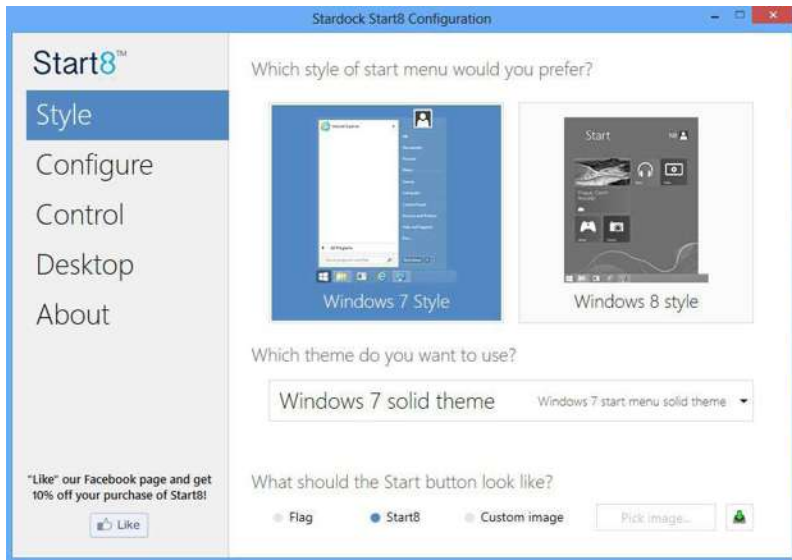 Stardock Start8 Configuration
Start8™
Style
Configure
Control
Desktop
About
"Like" our Facebook page and get
10% off your purchase of Start8!
Like
Which style of start menu would you prefer?
All Programs
Windows 7 Style
Start
Windows 8 style
Which theme do you want to use?
Windows 7 solid theme
Windows 7 start menu solid theme
What should the Start button look like?
Flag
Start8
Custom image
Pick image...